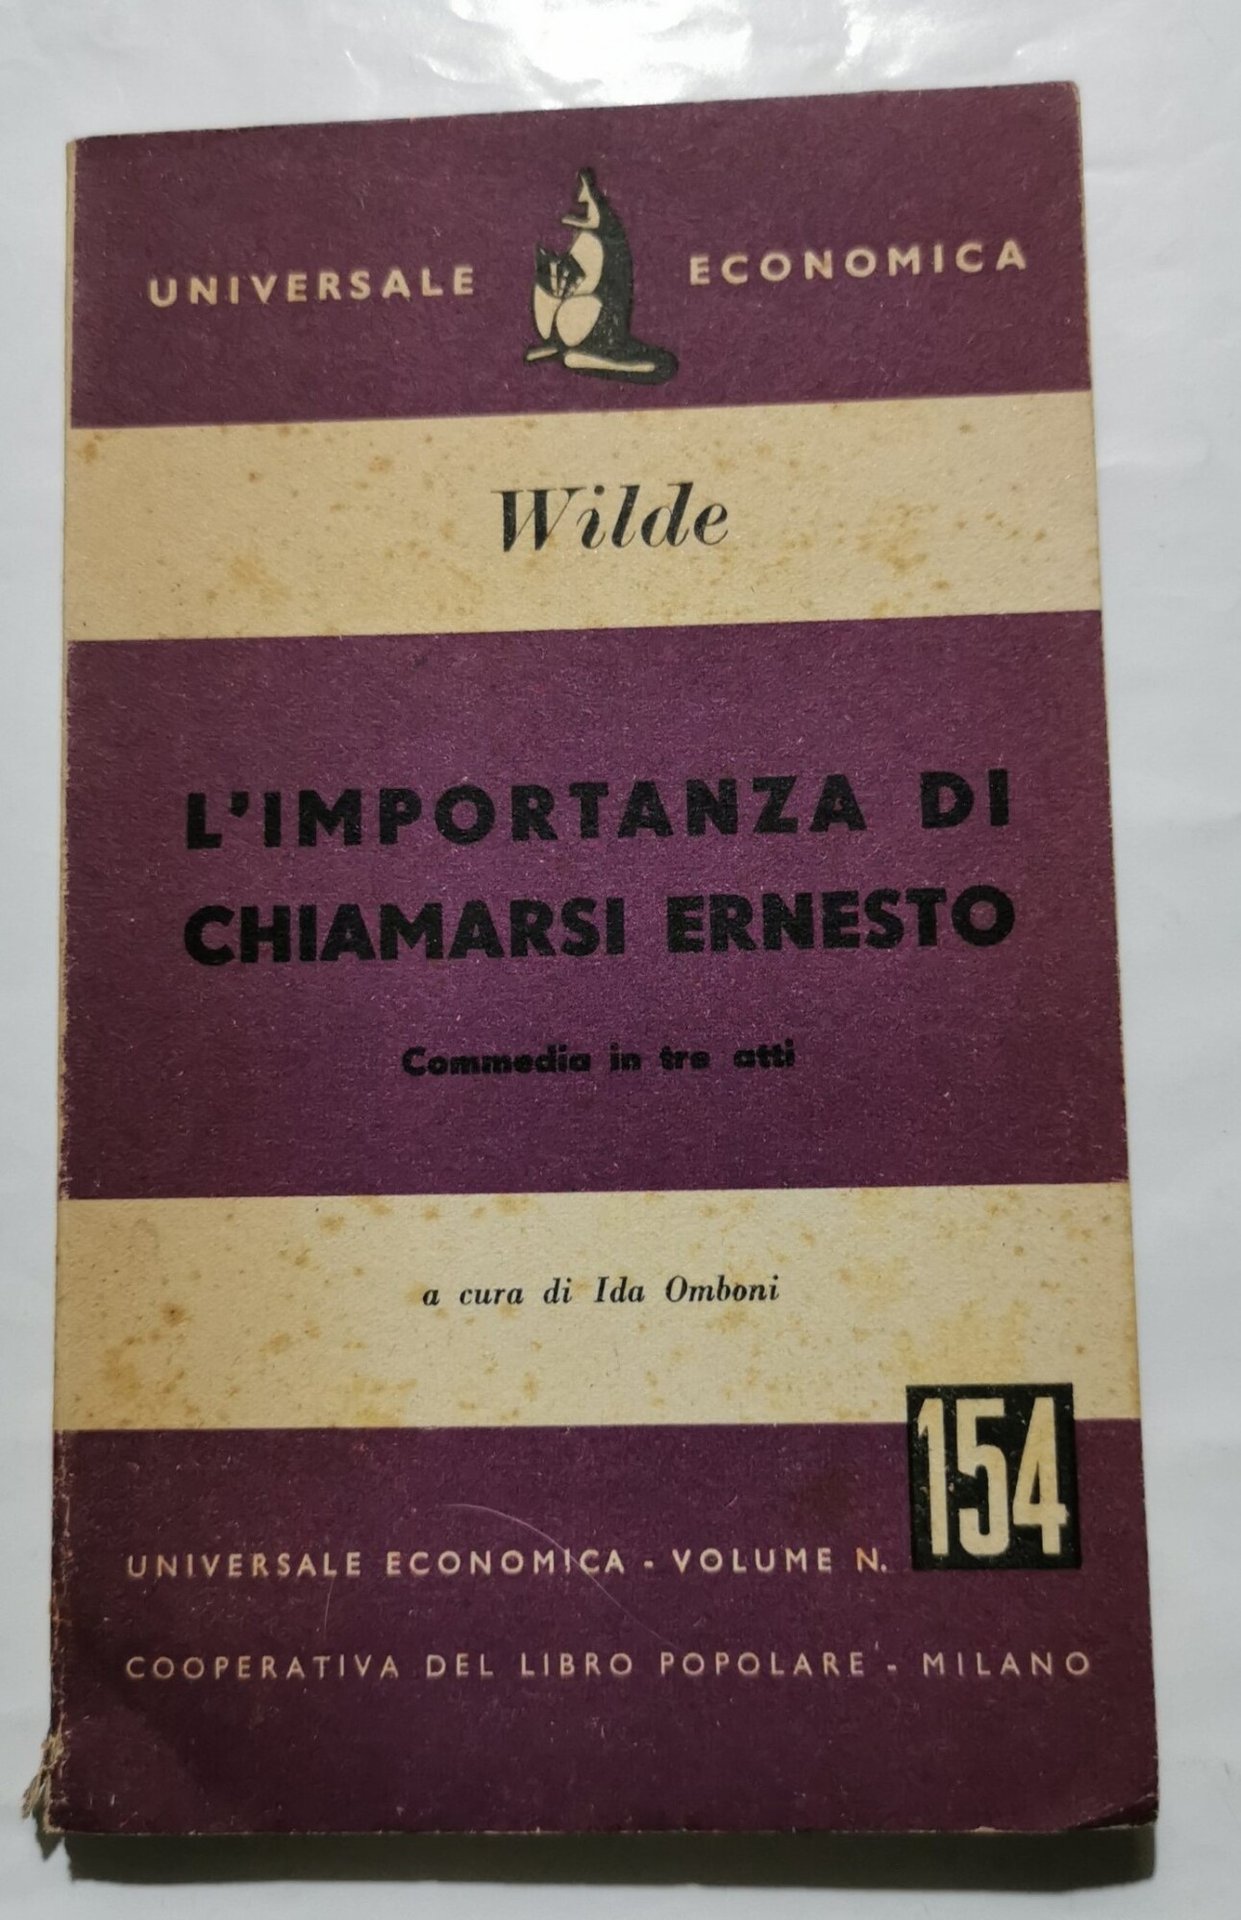 UNIVERSALE ECONOMICA
Wilde
L'IMPORTANZA DI
CHIAMARSI ERNESTO
Commedia in tre atti
a cura di Ida Omboni
154
UNIVERSALE ECONOMICA - VOLUME N.
COOPERATIVA DEL LIBRO POPOLARE - MILANO